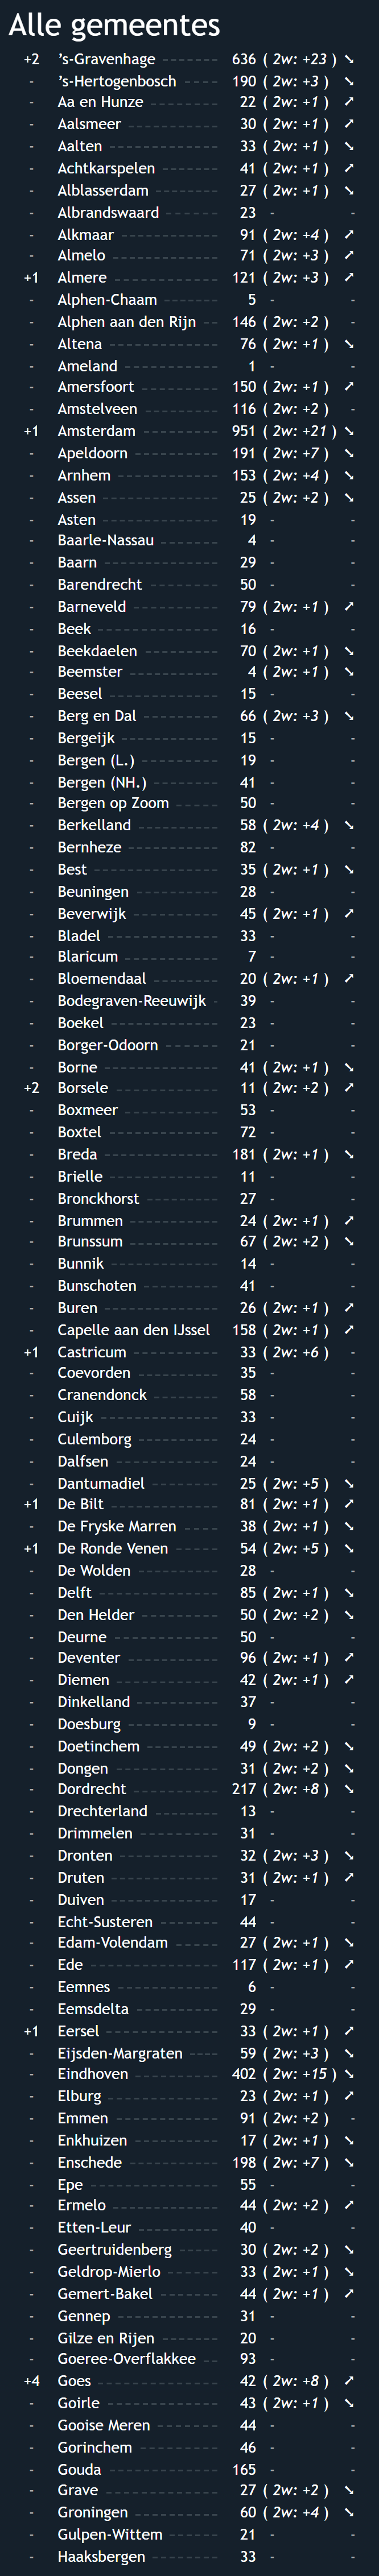 Alle gemeentes
+2 's-Gravenhage 636 ( 2w: +23 ) ➘
- 's-Hertogenbosch 190 ( 2w: +3 ) ➘
- Aa en Hunze 22 ( 2w: +1 ) ➚
- Aalsmeer 30 ( 2w: +1 ) ➚
- Aalten 33 ( 2w: +1 ) ➘
- Achtkarspelen 41 ( 2w: +1 ) ➚
- Alblasserdam 27 ( 2w: +1 ) ➘
- Albrandswaard 23 - -
- Alkmaar 91 ( 2w: +4 ) ➚
- Almelo 71 ( 2w: +3 ) ➚
+1 Almere 121 ( 2w: +3 ) ➚
- Alphen-Chaam 5 - -
- Alphen aan den Rijn 146 ( 2w: +2 ) -
- Altena 76 ( 2w: +1 ) ➘
- Ameland 1 - -
- Amersfoort 150 ( 2w: +1 ) ➚
- Amstelveen 116 ( 2w: +2 ) -
+1 Amsterdam 951 ( 2w: +21 ) ➘
- Apeldoorn 191 ( 2w: +7 ) ➘
- Arnhem 153 ( 2w: +4 ) ➘
- Assen 25 ( 2w: +2 ) ➘
- Asten 19 - -
- Baarle-Nassau 4 - -
- Baarn 29 - -
- Barendrecht 50 - -
- Barneveld 79 ( 2w: +1 ) ➚
- Beek 16 - -
- Beekdaelen 70 ( 2w: +1 ) ➘
- Beemster 4 ( 2w: +1 ) ➘
- Beesel 15 - -
- Berg en Dal 66 ( 2w: +3 ) ➘
- Bergeijk 15 - -
- Bergen (L.) 19 - -
- Bergen (NH.) 41 - -
- Bergen op Zoom 50 - -
- Berkelland 58 ( 2w: +4 ) ➘
- Bernheze 82 - -
- Best 35 ( 2w: +1 ) ➘
- Beuningen 28 - -
- Beverwijk 45 ( 2w: +1 ) ➚
- Bladel 33 - -
- Blaricum 7 - -
- Bloemendaal 20 ( 2w: +1 ) ➚
- Bodegraven-Reeuwijk 39 - -
- Boekel 23 - -
- Borger-Odoorn 21 - -
- Borne 41 ( 2w: +1 ) ➘
+2 Borsele 11 ( 2w: +2 ) ➚
- Boxmeer 53 - -
- Boxtel 72 - -
- Breda 181 ( 2w: +1 ) ➘
- Brielle 11 - -
- Bronckhorst 27 - -
- Brummen 24 ( 2w: +1 ) ➚
- Brunssum 67 ( 2w: +2 ) ➘
- Bunnik 14 - -
- Bunschoten 41 - -
- Buren 26 ( 2w: +1 ) ➚
- Capelle aan den IJssel 158 ( 2w: +1 ) ➚
+1 Castricum 33 ( 2w: +6 ) -
- Coevorden 35 - -
- Cranendonck 58 - -
- Cuijk 33 - -
- Culemborg 24 - -
- Dalfsen 24 - -
- Dantumadiel 25 ( 2w: +5 ) ➘
+1 De Bilt 81 ( 2w: +1 ) ➚
- De Fryske Marren 38 ( 2w: +1 ) ➘
+1 De Ronde Venen 54 ( 2w: +5 ) ➘
- De Wolden 28 - -
- Delft 85 ( 2w: +1 ) ➘
- Den Helder 50 ( 2w: +2 ) ➘
- Deurne 50 - -
- Deventer 96 ( 2w: +1 ) ➚
- Diemen 42 ( 2w: +1 ) ➚
- Dinkelland 37 - -
- Doesburg 9 - -
- Doetinchem 49 ( 2w: +2 ) ➘
- Dongen 31 ( 2w: +2 ) ➘
- Dordrecht 217 ( 2w: +8 ) ➘
- Drechterland 13 - -
- Drimmelen 31 - -
- Dronten 32 ( 2w: +3 ) ➘
- Druten 31 ( 2w: +1 ) ➚
- Duiven 17 - -
- Echt-Susteren 44 - -
- Edam-Volendam 27 ( 2w: +1 ) ➘
- Ede 117 ( 2w: +1 ) ➚
- Eemnes 6 - -
- Eemsdelta 29 - -
+1 Eersel 33 ( 2w: +1 ) ➚
- Eijsden-Margraten 59 ( 2w: +3 ) ➘
- Eindhoven 402 ( 2w: +15 ) ➘
- Elburg 23 ( 2w: +1 ) ➚
- Emmen 91 ( 2w: +2 ) -
- Enkhuizen 17 ( 2w: +1 ) ➘
- Enschede 198 ( 2w: +7 ) ➘
- Epe 55 - -
- Ermelo 44 ( 2w: +2 ) ➚
- Etten-Leur 40 - -
- Geertruidenberg 30 ( 2w: +2 ) ➘
- Geldrop-Mierlo 33 ( 2w: +1 ) ➘
- Gemert-Bakel 44 ( 2w: +1 ) ➚
- Gennep 31 - -
- Gilze en Rijen 20 - -
- Goeree-Overflakkee 93 - -
+4 Goes 42 ( 2w: +8 ) ➚
- Goirle 43 ( 2w: +1 ) ➘
- Gooise Meren 44 - -
- Gorinchem 46 - -
- Gouda 165 - -
- Grave 27 ( 2w: +2 ) ➘
- Groningen 60 ( 2w: +4 ) ➘
- Gulpen-Wittem 21 - -
- Haaksbergen 33 - -